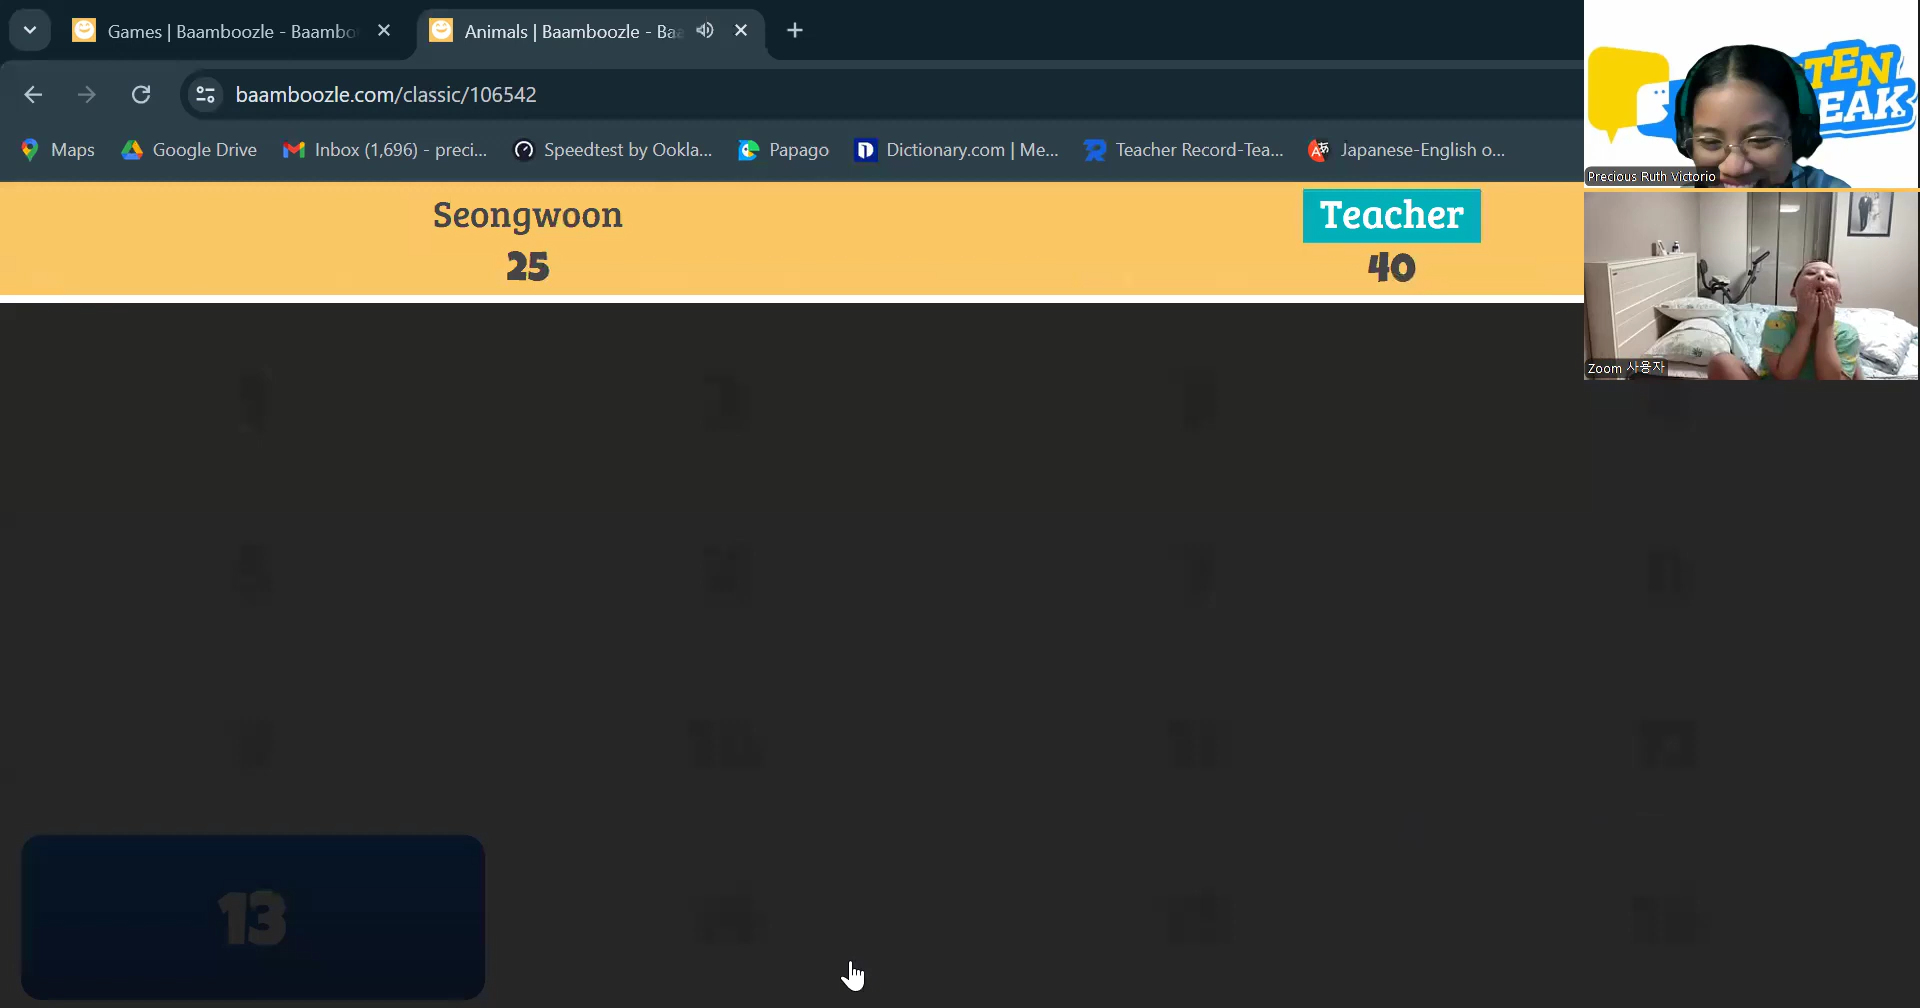 Games | Baamboozle - Baambo
Animals | Baamboozle - Baa
baamboozle.com/classic/106542
Maps
Google Drive
Inbox (1,696) - preci...
Speedtest by Ookla...
Papago
Dictionary.com | Me...
Teacher Record-Tea...
Japanese-English o...
TEN
EAK
Precious Ruth Victorio
Zoom 사용자
Seongwoon
25
Teacher
40
13